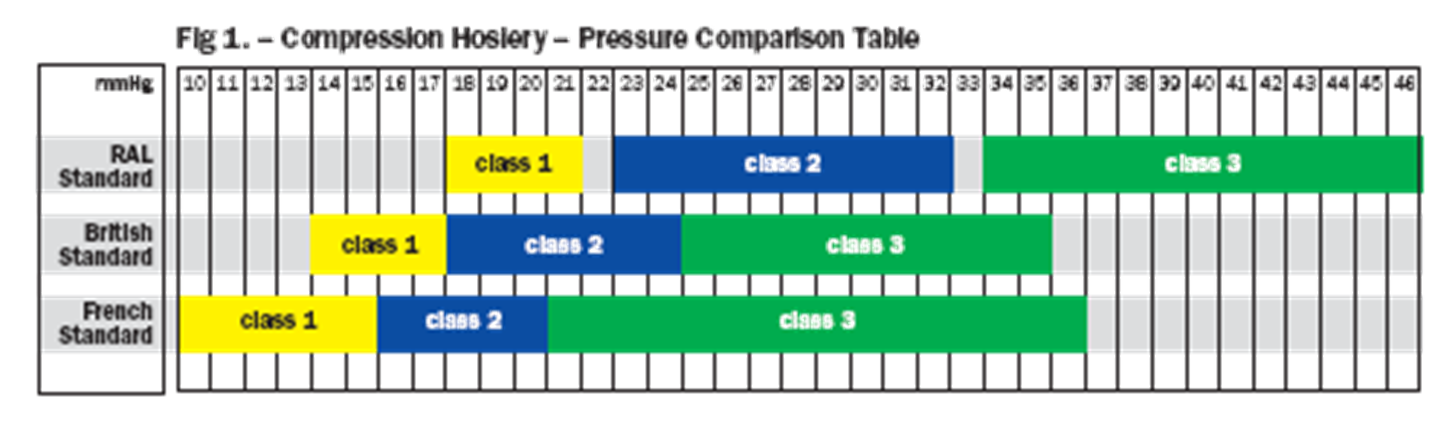 Fig 1. – Compression Hosiery – Pressure Comparison Table
mmHg 10 11 12 13 14 15 16 17 18 19 20 21 22 23 24 25 26 27 28 29 30 31 32 33 34 35 36 37 38 39 40 41 42 43 44 45 46
RAL
Standard
class 1 class 2 class 3
British
Standard
class 1 class 2 class 3
French
Standard
class 1 class 2 class 3